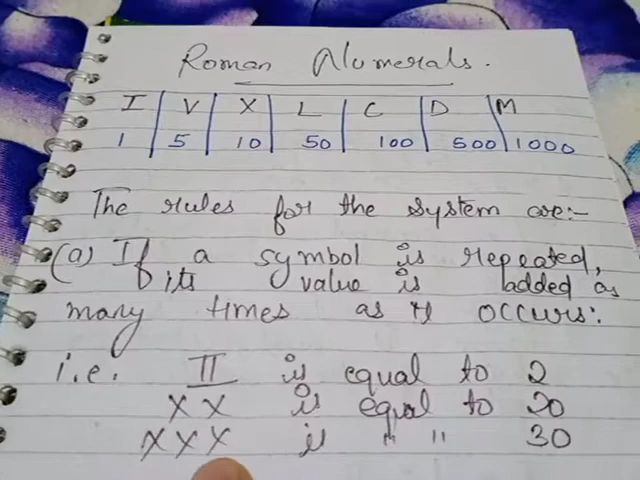 Roman Numerals.
I V X L C D M
1 5 10 50 100 500 1000
The rules for the system are:-
(a) If a symbol is repeated,
its value is added as
many times as it occurs:
i.e. II is equal to 2
XX is equal to 20
XXX is " " 30